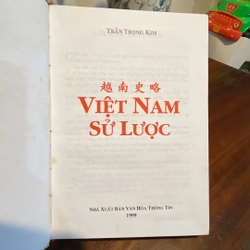 TRẦN TRỌNG KIM
越南史略
VIỆT NAM
SỬ LƯỢC
NHÀ XUẤT BẢN VĂN HÓA THÔNG TIN
1999